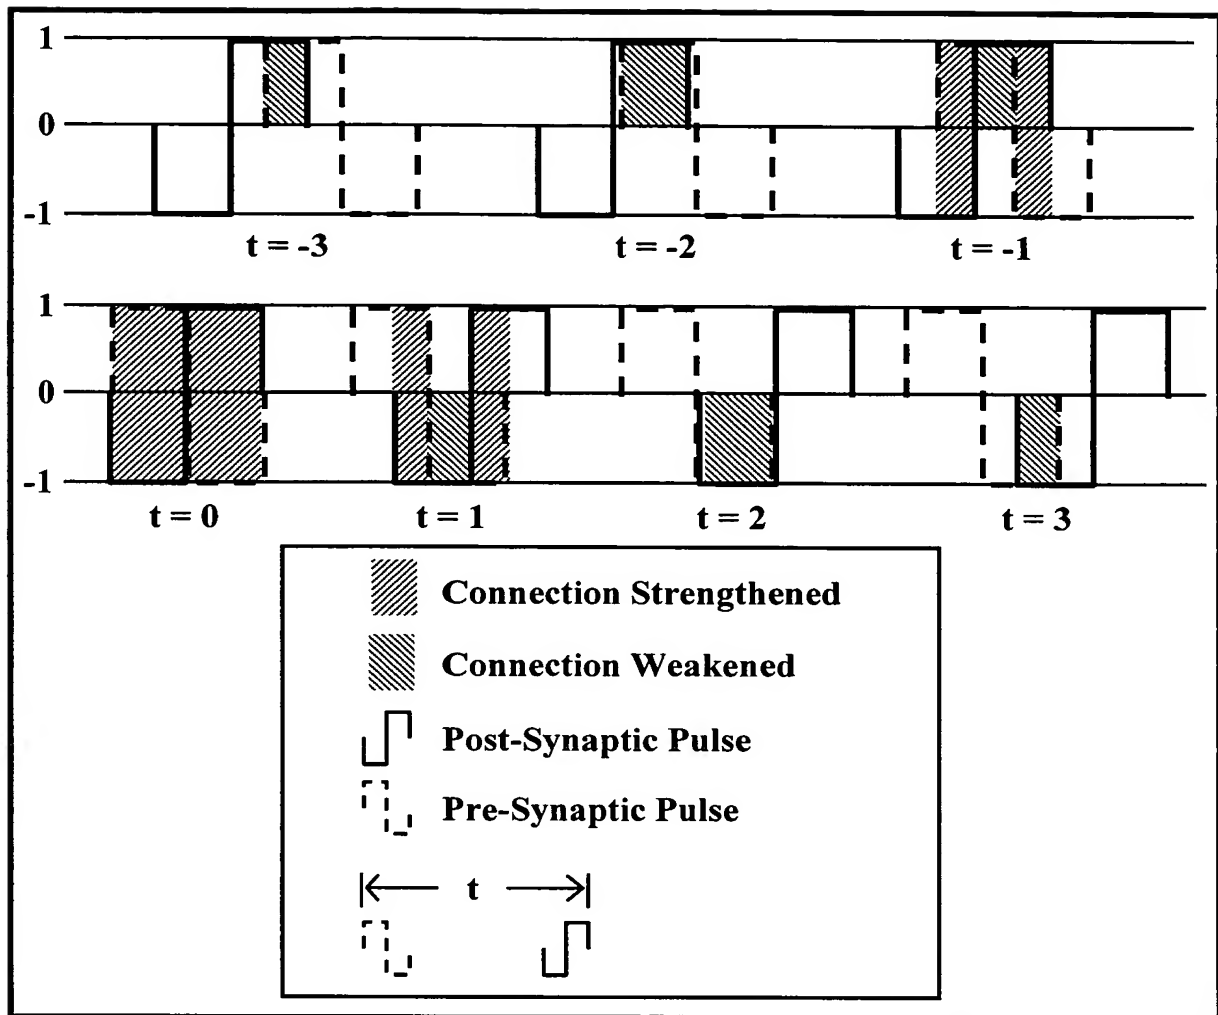 1
0
-1
t = -3 t = -2 t = -1
1
0
-1
t = 0 t = 1 t = 2 t = 3
Connection Strengthened
Connection Weakened
Post-Synaptic Pulse
Pre-Synaptic Pulse
t